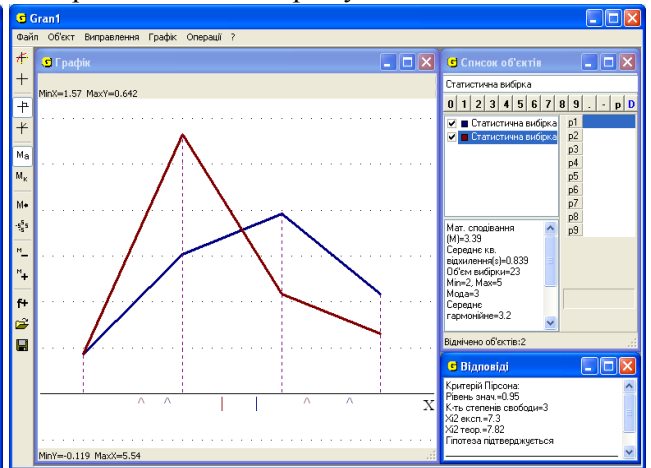 Gran1
Файл Об'єкт Виправлення Графік Операції ?
Графік
MinX=1.57 MaxY=0.642
X
MinY=-0.119 MaxX=5.54
Список об'єктів
Статистична вибірка
0 1 2 3 4 5 6 7 8 9 . - p D
Статистична вибірка
Статистична вибірка
p1
p2
p3
p4
p5
p6
p7
p8
p9
Мат. сподівання
(M)=3.39
Середнє кв.
відхилення(s)=0.839
Об'єм вибірки=23
Min=2, Max=5
Мода=3
Середнє
гармонійне=3.2
Відмічено об'єктів:2
Відповіді
Критерій Пірсона:
Рівень знач.=0.95
К-ть степенів свободи=3
Xi2 експ.=7.3
Xi2 теор.=7.82
Гіпотеза підтверджується